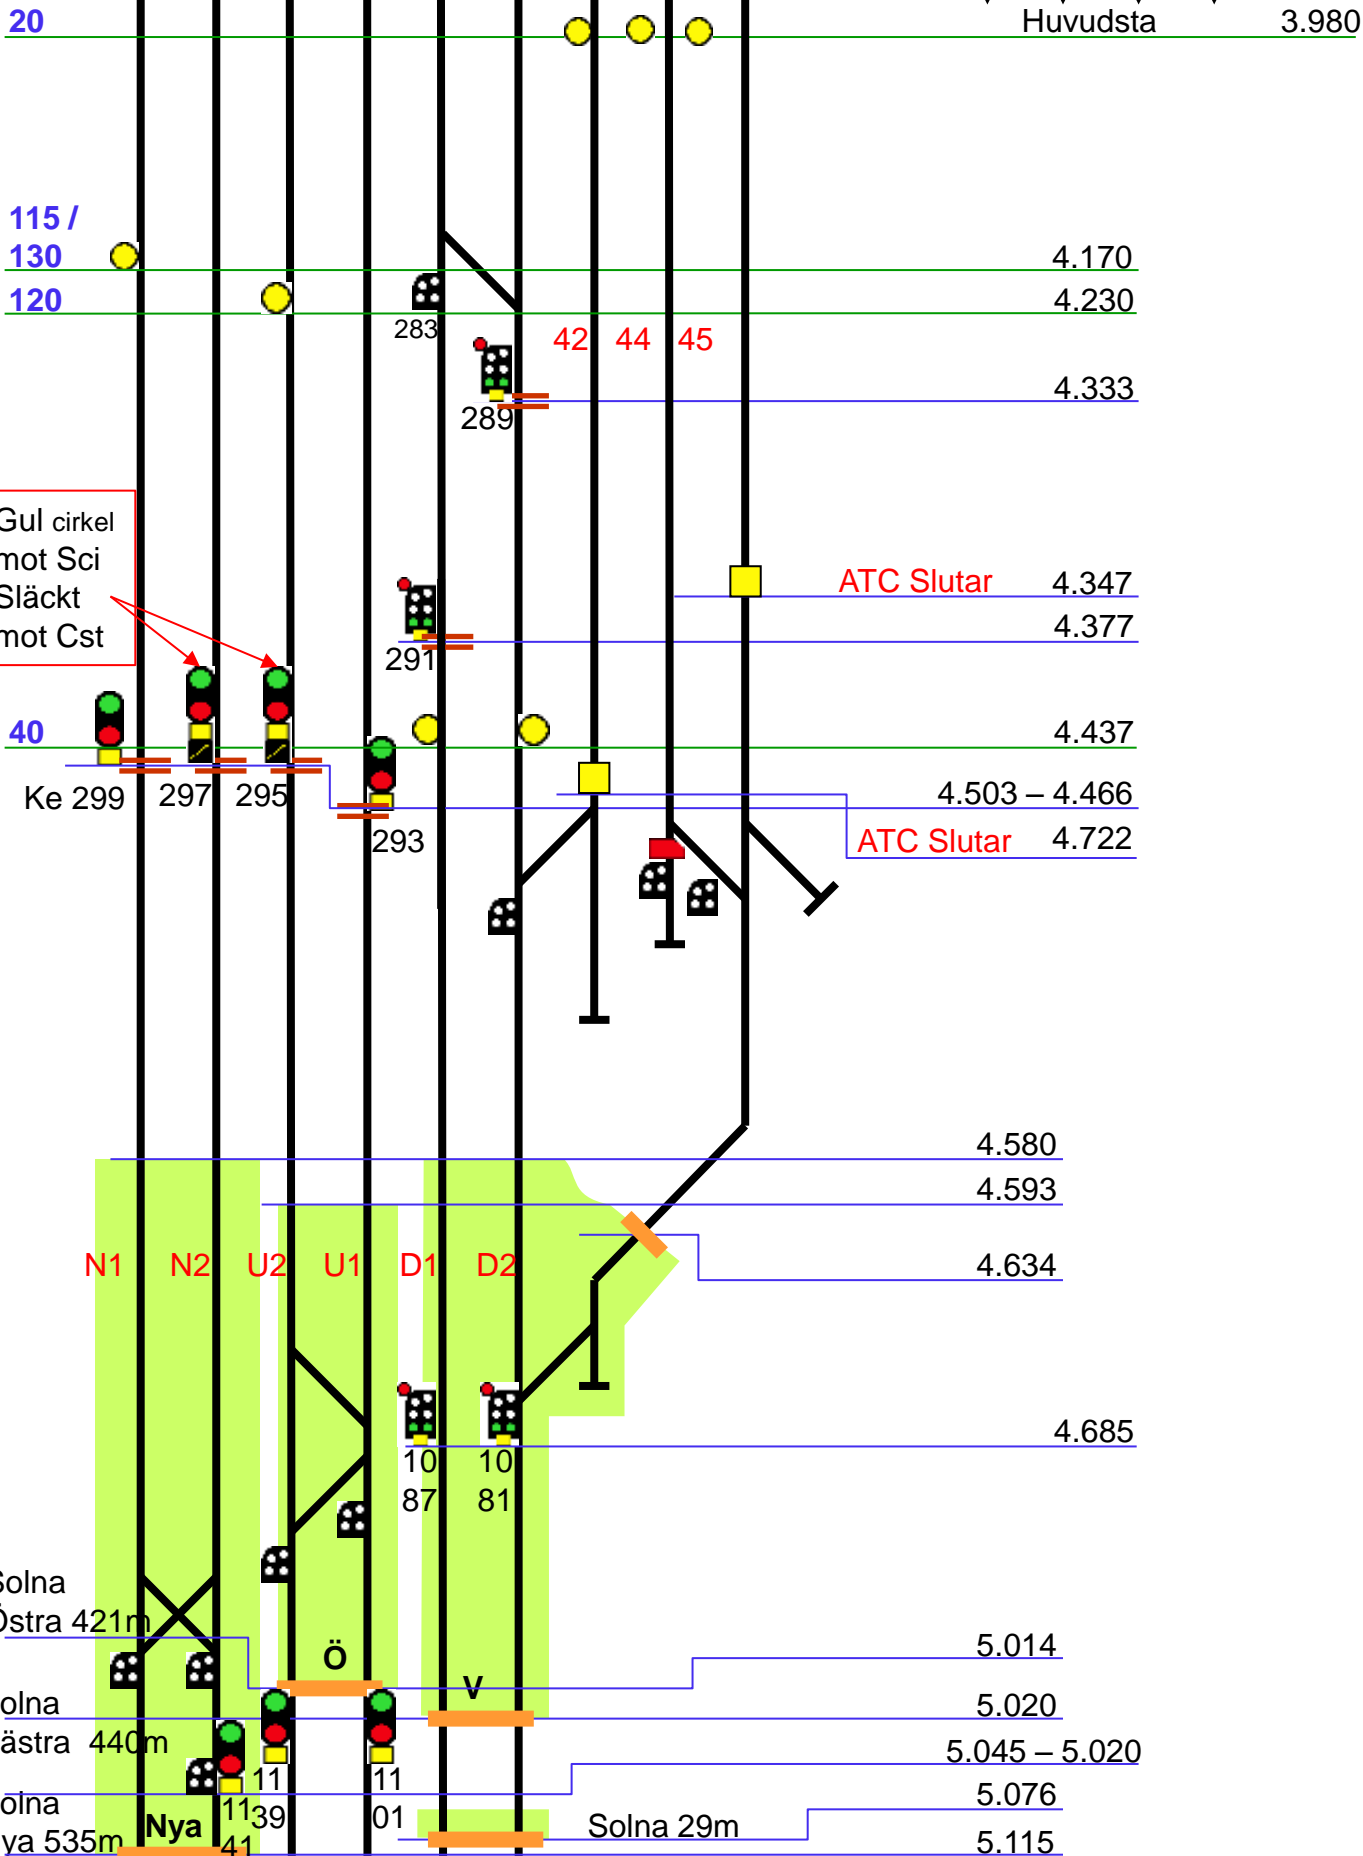 20
Huvudsta 3.980
115 /
130
4.170
120
4.230
283
42 44 45
4.333
289
Gul cirkel
mot Sci
Släckt
mot Cst
ATC Slutar 4.347
4.377
291
40
4.437
Ke 299 297 295
4.503 – 4.466
293
ATC Slutar 4.722
4.580
4.593
N1 N2 U2 U1 D1 D2
4.634
4.685
10
87
10
81
Solna
Östra 421m
Ö
5.014
V
olna
ästra 440m
5.020
5.045 – 5.020
11
39
11
01
5.076
olna
ya 535m
Nya
11
41
Solna 29m
5.115